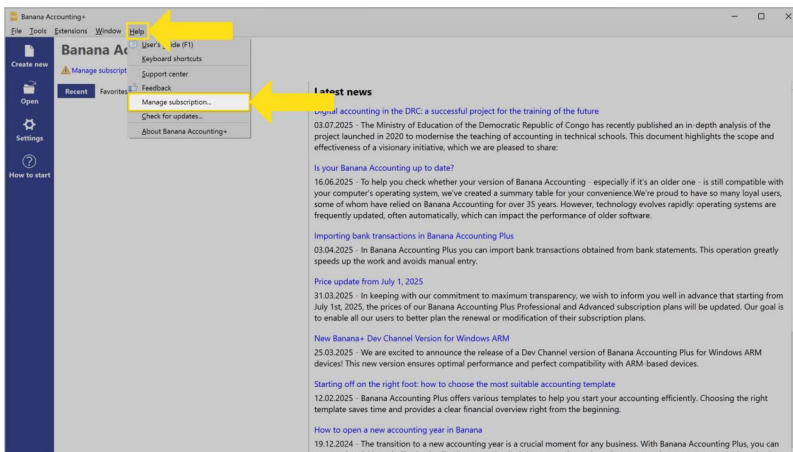 Banana Accounting+
File Tools Extensions Window Help
Create new
Open
Settings
How to start
Banana Ac
Manage subscript
Recent Favorites
User's guide (F1)
Keyboard shortcuts
Support center
Feedback
Manage subscription...
Check for updates...
About Banana Accounting+
Latest news
Digital accounting in the DRC: a successful project for the training of the future
03.07.2025 - The Ministry of Education of the Democratic Republic of Congo has recently published an in-depth analysis of the
project launched in 2020 to modernise the teaching of accounting in technical schools. This document highlights the scope and
effectiveness of a visionary initiative, which we are pleased to share:
Is your Banana Accounting up to date?
16.06.2025 - To help you check whether your version of Banana Accounting - especially if it's an older one - is still compatible with
your computer's operating system, we've created a summary table for your convenience.We're proud to have so many loyal users,
some of whom have relied on Banana Accounting for over 35 years. However, technology evolves rapidly: operating systems are
frequently updated, often automatically, which can impact the performance of older software.
Importing bank transactions in Banana Accounting Plus
03.04.2025 - In Banana Accounting Plus you can import bank transactions obtained from bank statements. This operation greatly
speeds up the work and avoids manual entry.
Price update from July 1, 2025
31.03.2025 - In keeping with our commitment to maximum transparency, we wish to inform you well in advance that starting from
July 1st, 2025, the prices of our Banana Accounting Plus Professional and Advanced subscription plans will be updated. Our goal is
to enable all our users to better plan the renewal or modification of their subscription plans.
New Banana+ Dev Channel Version for Windows ARM
25.03.2025 - We are excited to announce the release of a Dev Channel version of Banana Accounting Plus for Windows ARM
devices! This new version ensures optimal performance and perfect compatibility with ARM-based devices.
Starting off on the right foot: how to choose the most suitable accounting template
12.02.2025 - Banana Accounting Plus offers various templates to help you start your accounting efficiently. Choosing the right
template saves time and provides a clear financial overview right from the beginning.
How to open a new accounting year in Banana
19.12.2024 - The transition to a new accounting year is a crucial moment for any business. With Banana Accounting Plus, you can